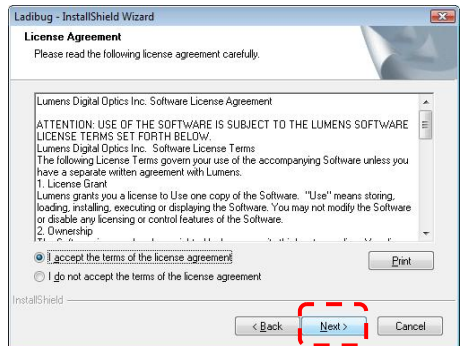 Ladibug - InstallShield Wizard
License Agreement
Please read the following license agreement carefully.
Lumens Digital Optics Inc. Software License Agreement
ATTENTION: USE OF THE SOFTWARE IS SUBJECT TO THE LUMENS SOFTWARE
LICENSE TERMS SET FORTH BELOW.
Lumens Digital Optics Inc.  Software License Terms
The following License Terms govern your use of the accompanying Software unless you
have a separate written agreement with Lumens.
1. License Grant
Lumens grants you a license to Use one copy of the Software.  "Use" means storing,
loading, installing, executing or displaying the Software. You may not modify the Software
or disable any licensing or control features of the Software.
2. Ownership
I accept the terms of the license agreement
Print
I do not accept the terms of the license agreement
InstallShield
< Back
Next >
Cancel